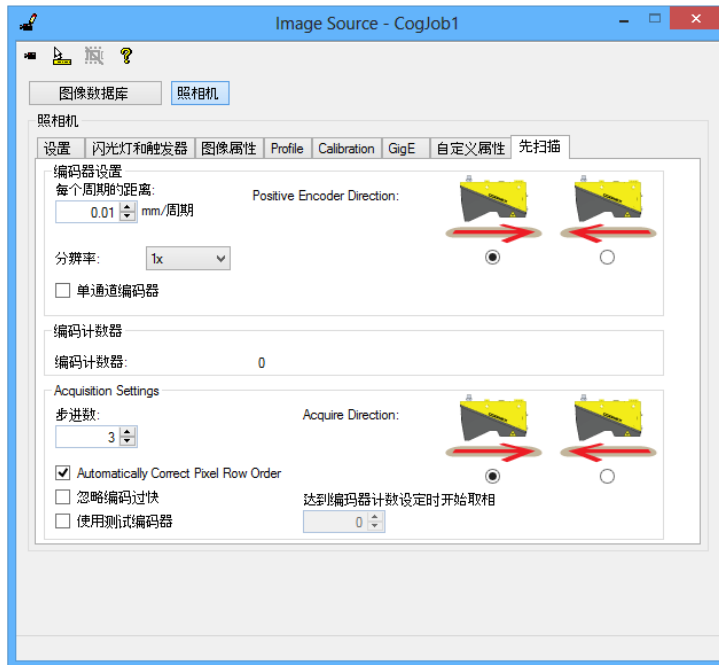 Image Source - CogJob1
图像数据库 照相机
照相机
设置 闪光灯和触发器 图像属性 Profile Calibration GigE 自定义属性 先扫描
编码器设置
每个周期的距离:
0.01 mm/周期
Positive Encoder Direction:
分辨率: 1x
单通道编码器
编码计数器
编码计数器: 0
Acquisition Settings
步进数:
3
Acquire Direction:
Automatically Correct Pixel Row Order
忽略编码过快
使用测试编码器
达到编码器计数设定时开始取相
0